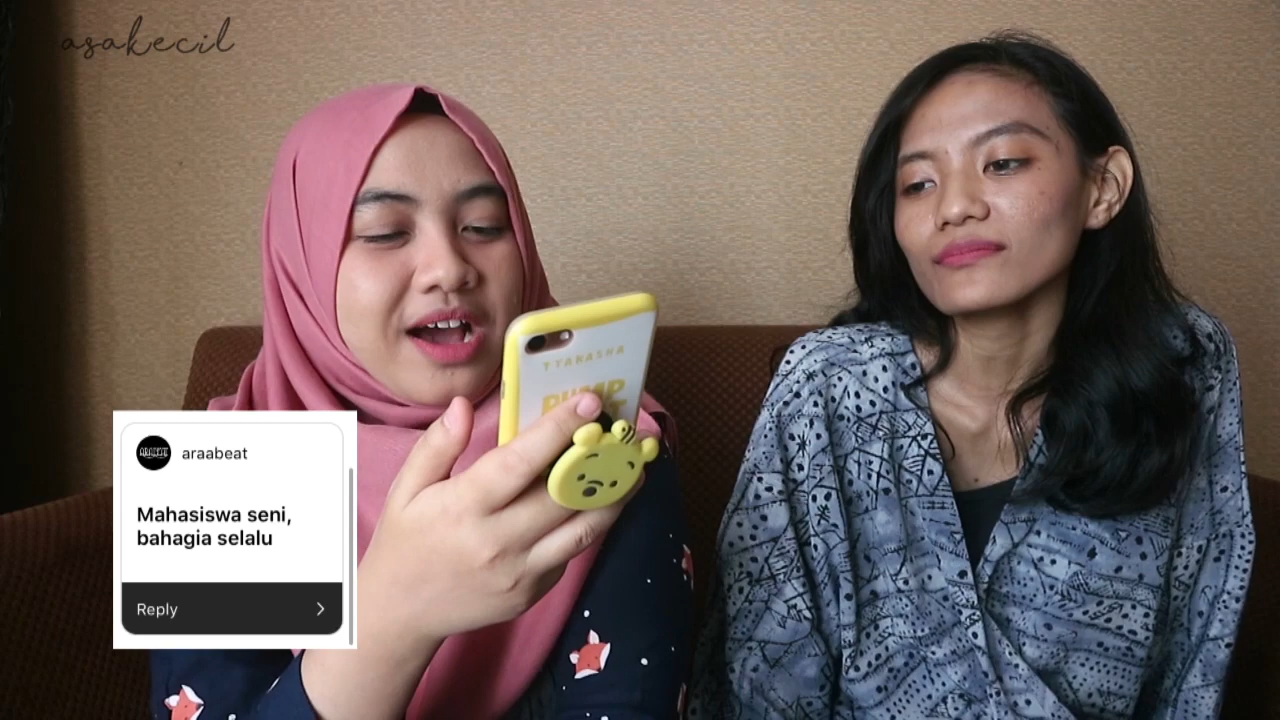 asakecil
TTANASHA
araabeat
Mahasiswa seni,
bahagia selalu
Reply